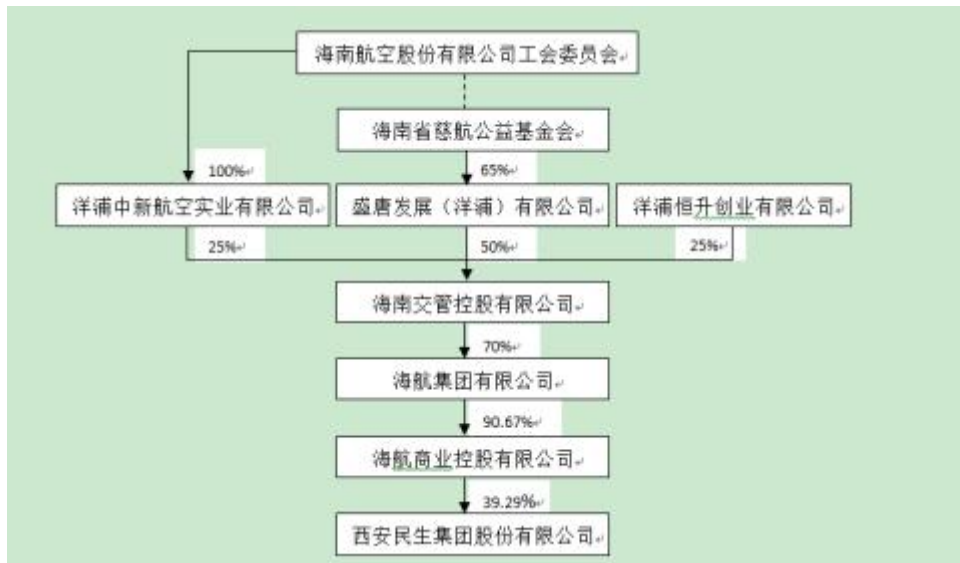 海南航空股份有限公司工会委员会
海南省慈航公益基金会
100%
65%
洋浦中新航空实业有限公司
盛唐发展（洋浦）有限公司
洋浦恒升创业有限公司
25%
50%
25%
海南交管控股有限公司
70%
海航集团有限公司
90.67%
海航商业控股有限公司
39.29%
西安民生集团股份有限公司